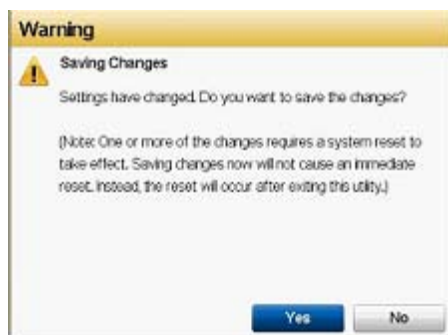 Warning
Saving Changes
Settings have changed. Do you want to save the changes?
(Note: One or more of the changes requires a system reset to
take effect. Saving changes now will not cause an immediate
reset. Instead, the reset will occur after exiting this utility.)
Yes
No